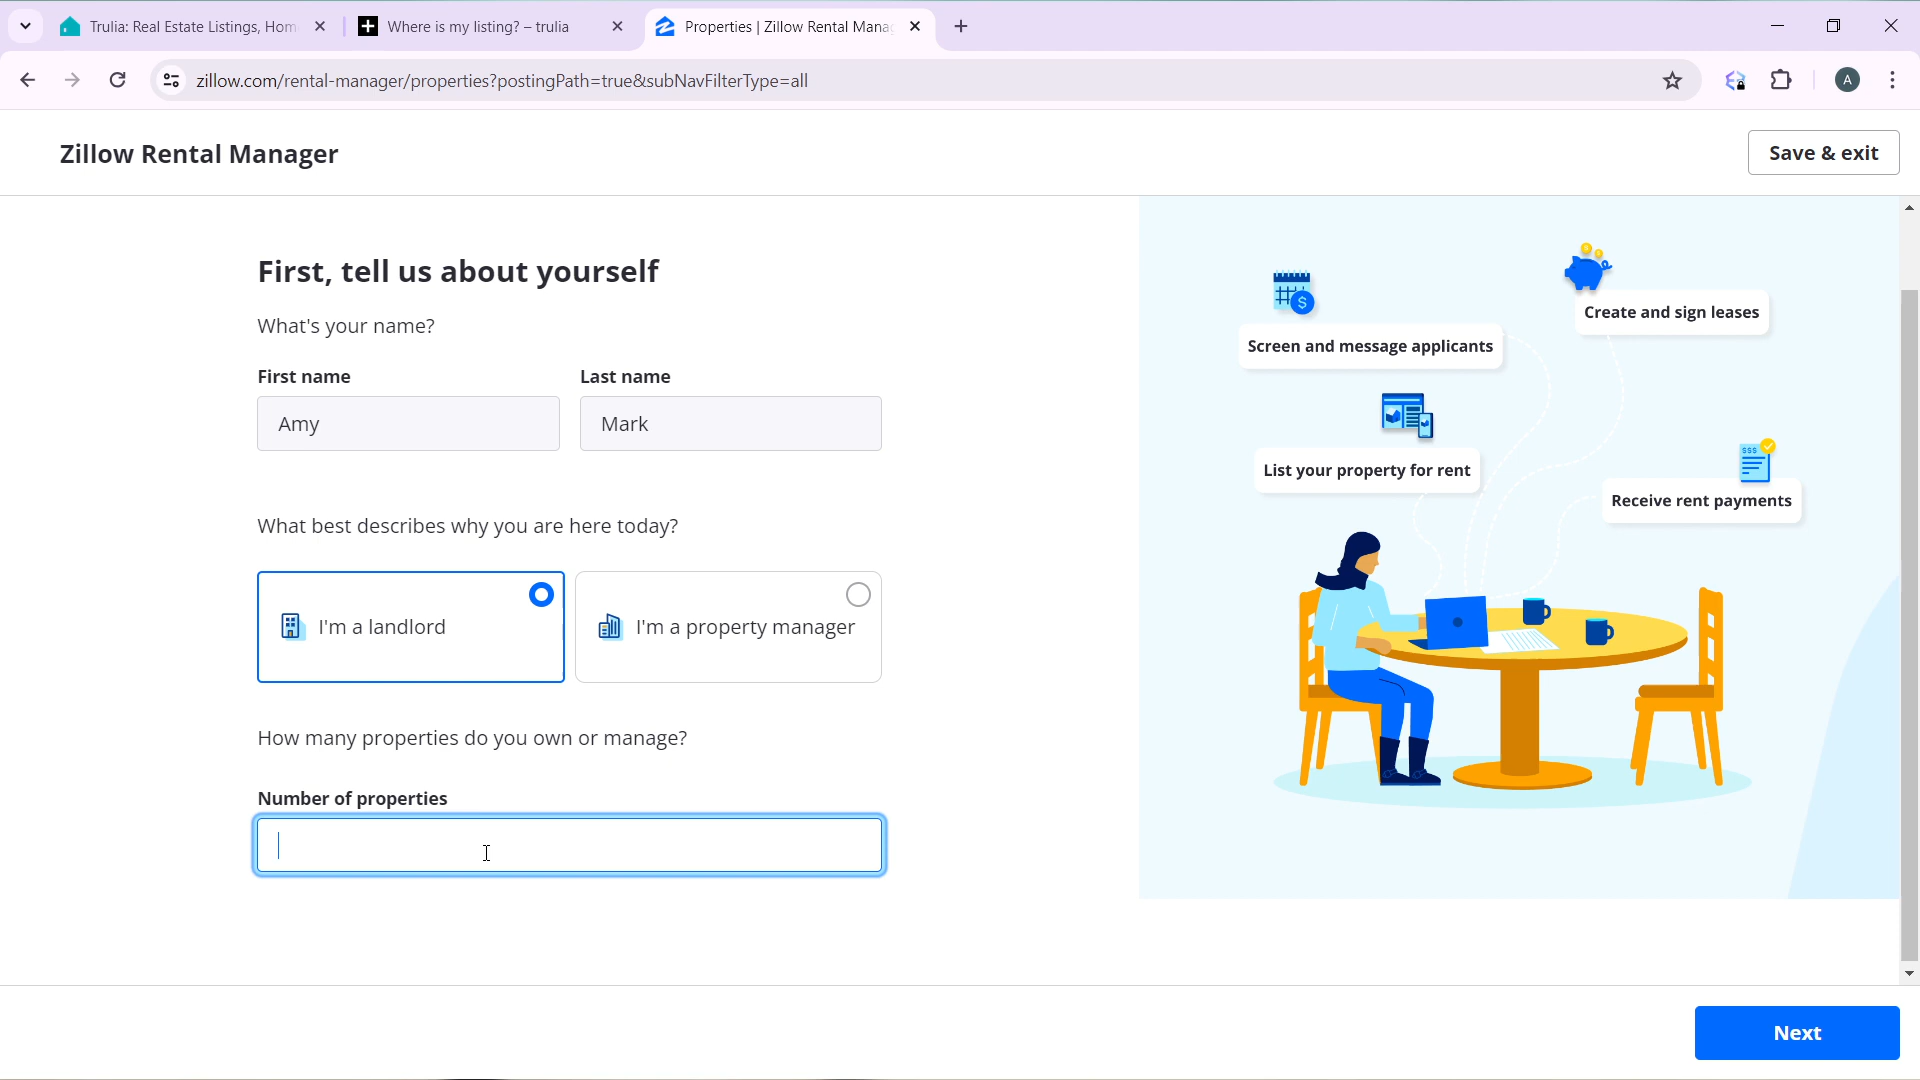 Trulia: Real Estate Listings, Hom
Where is my listing? – trulia
Properties | Zillow Rental Mana
zillow.com/rental-manager/properties?postingPath=true&subNavFilterType=all
A
Zillow Rental Manager
Save & exit
First, tell us about yourself
What's your name?
First name
Last name
Amy
Mark
What best describes why you are here today?
I'm a landlord
I'm a property manager
How many properties do you own or manage?
Number of properties
Create and sign leases
$
Screen and message applicants
List your property for rent
$$$
Receive rent payments
Next